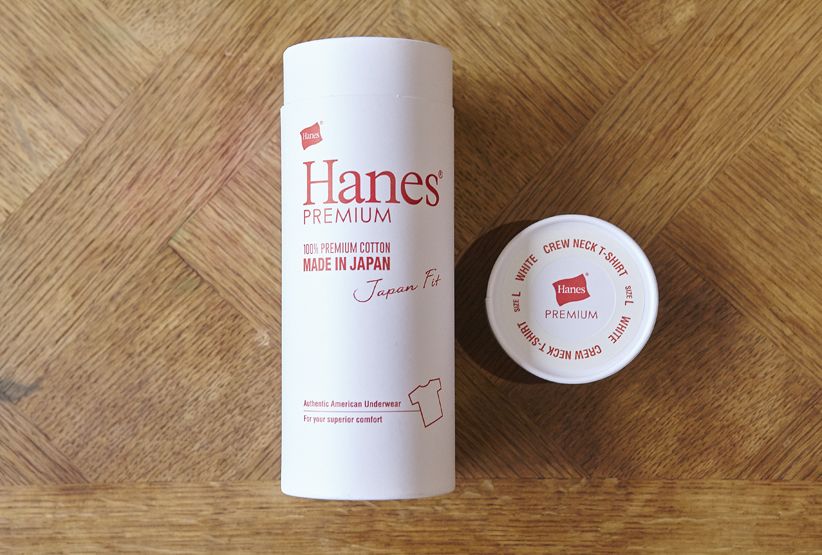 Hanes®
Hanes®
PREMIUM
100% PREMIUM COTTON
MADE IN JAPAN
Japan Fit
Authentic American Underwear
For your superior comfort
WHITE CREW NECK T-SHIRT SIZE L
WHITE CREW NECK T-SHIRT SIZE L
Hanes®
PREMIUM